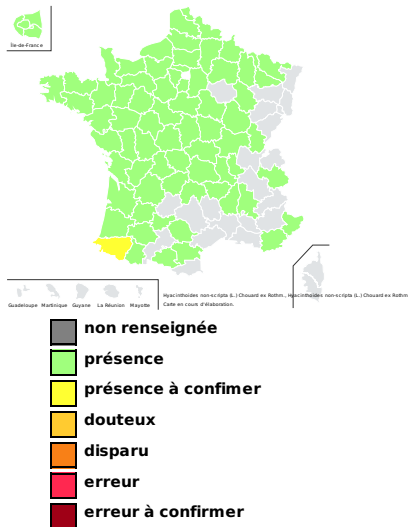 Île-de-France
Guadeloupe Martinique Guyane La Réunion Mayotte
Hyacinthoides non-scripta (L.) Chouard ex Rothm., Hyacinthoides non-scripta (L.) Chouard ex Rothm
Carte en cours d'élaboration.
non renseignée
présence
présence à confimer
douteux
disparu
erreur
erreur à confirmer